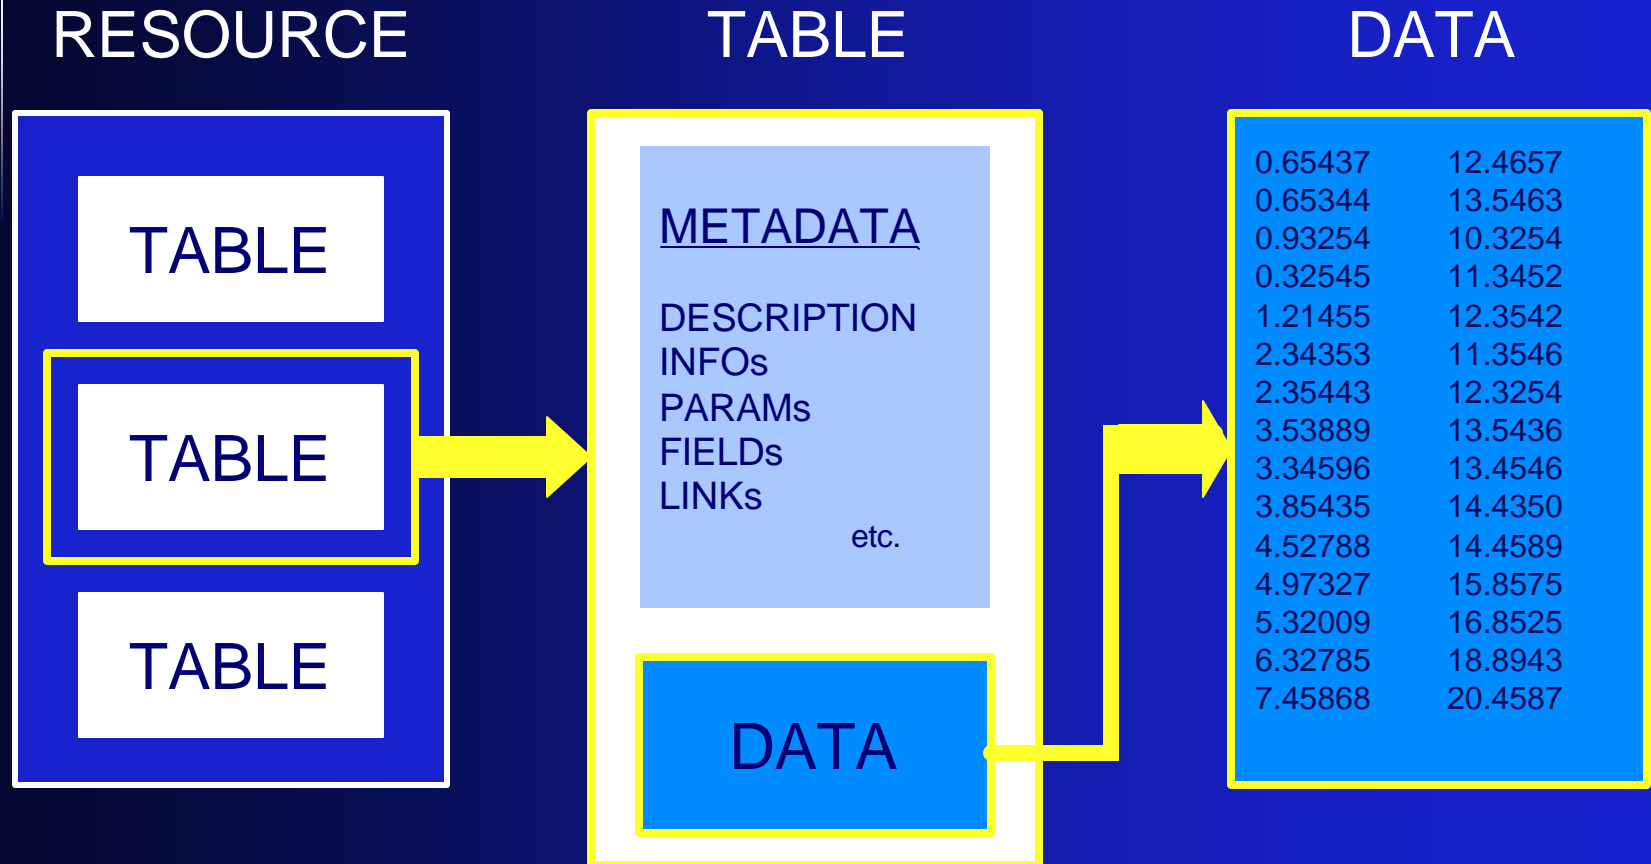 RESOURCE
TABLE
TABLE
TABLE
TABLE
METADATA
DESCRIPTION
INFOs
PARAMs
FIELDs
LINKs
etc.
DATA
DATA
0.65437 12.4657
0.65344 13.5463
0.93254 10.3254
0.32545 11.3452
1.21455 12.3542
2.34353 11.3546
2.35443 12.3254
3.53889 13.5436
3.34596 13.4546
3.85435 14.4350
4.52788 14.4589
4.97327 15.8575
5.32009 16.8525
6.32785 18.8943
7.45868 20.4587